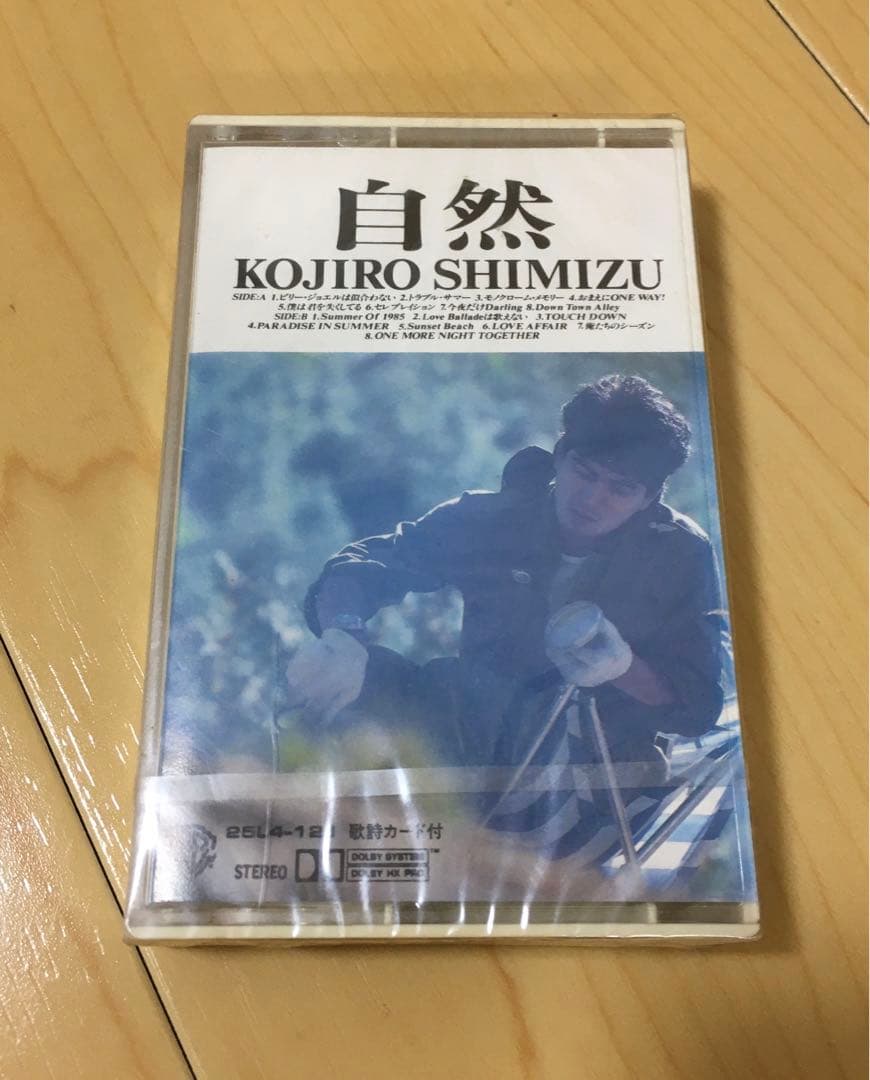 自然
KOJIRO SHIMIZU
SIDE:A 1.ビリー・ジョエルは似合わない 2.トラブル・サマー 3.モノクローム・メモリー 4.おまえにONE WAY!
5.僕は君を失くしてる 6.セレブレイション 7.今夜だけDarling 8.Down Town Alley
SIDE:B 1.Summer Of 1985 2.Love Balladeは歌えない 3.TOUCH DOWN
4.PARADISE IN SUMMER 5.Sunset Beach 6.LOVE AFFAIR 7.俺たちのシーズン
8.ONE MORE NIGHT TOGETHER
歌詩カード付
STEREO DOLBY SYSTEM ™
DOLBY HX PRO